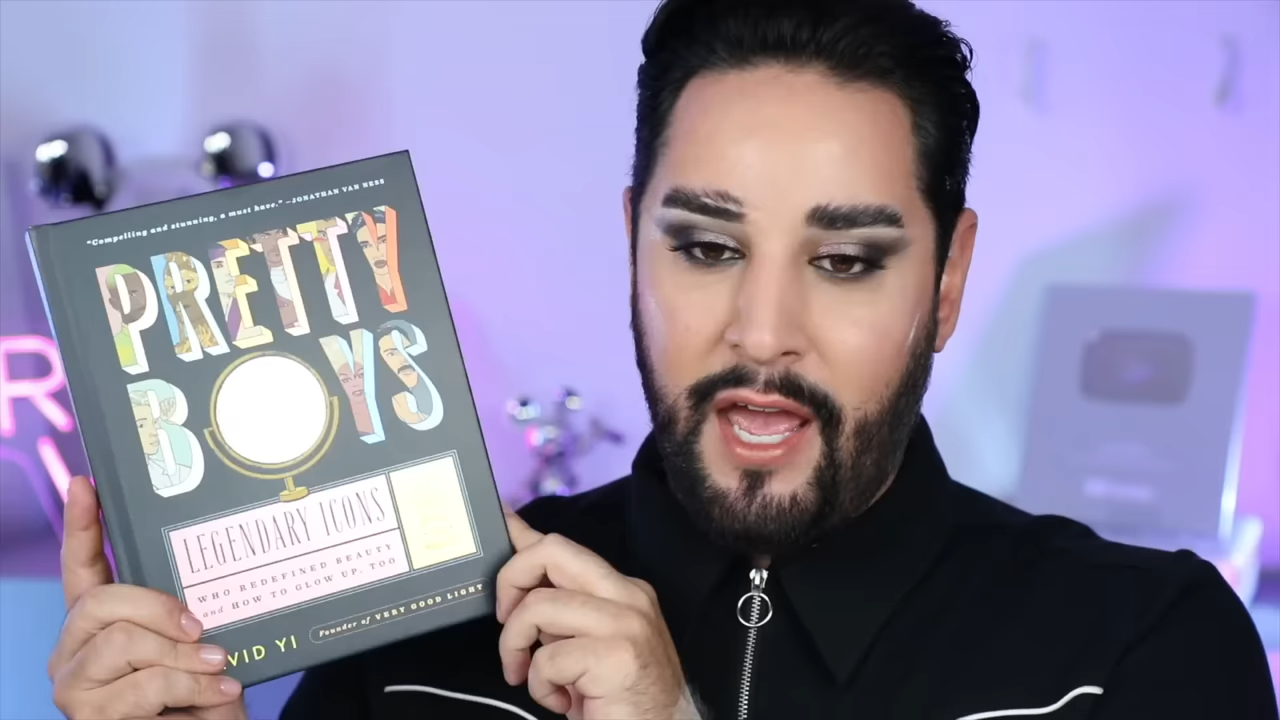 "Compelling and stunning, a must have." —JONATHAN VAN NESS
PRETTY
BOYS
LEGENDARY ICONS
WHO REDEFINED BEAUTY
and HOW TO GLOW UP, TOO
VID YI
Founder of VERY GOOD LIGHT
R